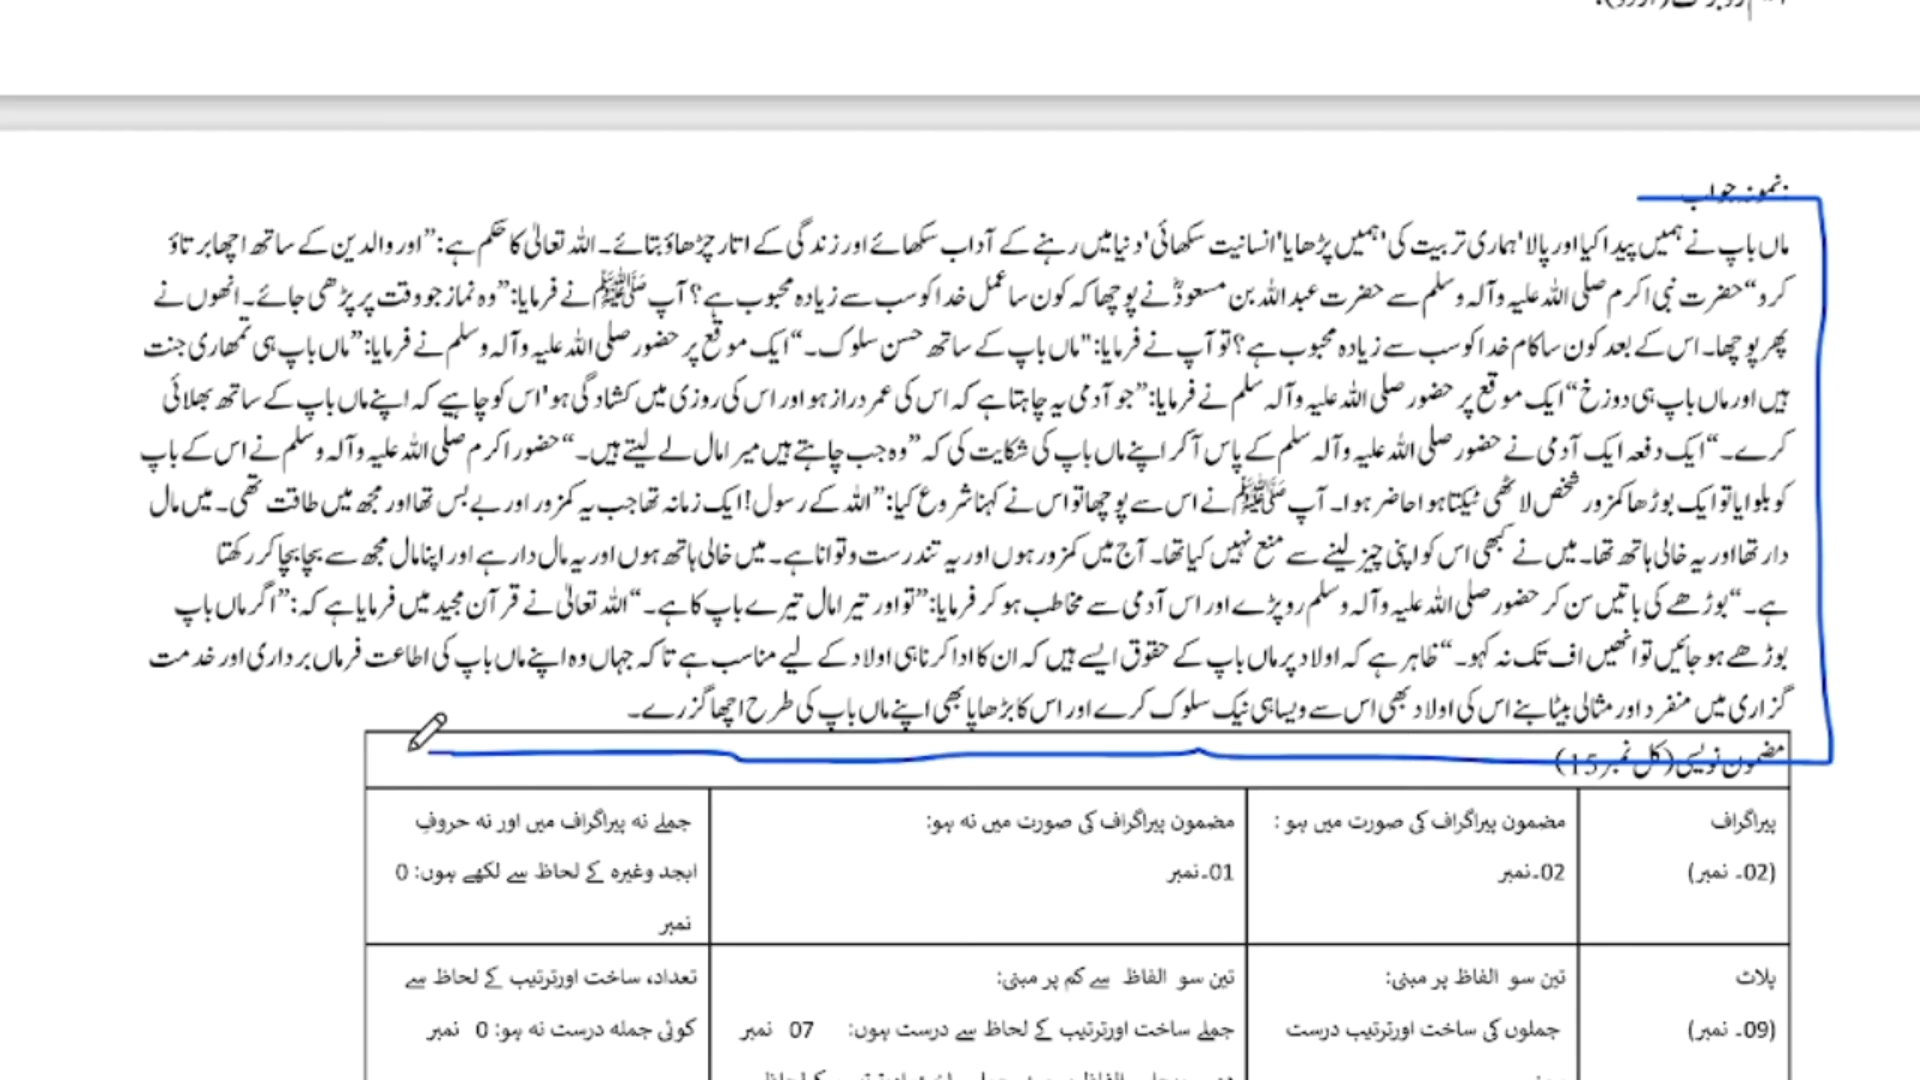 نمونہ جواب:
ماں باپ نے ہمیں پیدا کیا اور پالا'ہماری تربیت کی'ہمیں پڑھایا'انسانیت سکھائی'دنیا میں رہنے کے آداب سکھائے اور زندگی کے اتار چڑھاؤ بتائے۔ اللہ تعالیٰ کا حکم ہے:”اور والدین کے ساتھ اچھا برتاؤ
کرو“حضرت نبی اکرم صلی اللہ علیہ وآلہ وسلم سے حضرت عبداللہ بن مسعودؓ نے پوچھا کہ کون سا عمل خدا کو سب سے زیادہ محبوب ہے؟ آپ ﷺ نے فرمایا:”وہ نماز جو وقت پر پڑھی جائے۔ انھوں نے
پھر پوچھا۔ اس کے بعد کون سا کام خدا کو سب سے زیادہ محبوب ہے؟ تو آپ نے فرمایا:"ماں باپ کے ساتھ حسن سلوک۔“ایک موقع پر حضور صلی اللہ علیہ وآلہ وسلم نے فرمایا:”ماں باپ ہی تمھاری جنت
ہیں اور ماں باپ ہی دوزخ“ایک موقع پر حضور صلی اللہ علیہ وآلہ سلم نے فرمایا:”جو آدمی یہ چاہتا ہے کہ اس کی عمر دراز ہو اور اس کی روزی میں کشادگی ہو'اس کو چاہیے کہ اپنے ماں باپ کے ساتھ بھلائی
کرے۔“ایک دفعہ ایک آدمی نے حضور صلی اللہ علیہ وآلہ سلم کے پاس آ کر اپنے ماں باپ کی شکایت کی کہ ”وہ جب چاہتے ہیں میرا مال لے لیتے ہیں۔“حضور اکرم صلی اللہ علیہ وآلہ وسلم نے اس کے باپ
کو بلوایا تو ایک بوڑھا کمزور شخص لاٹھی ٹیکتا ہوا حاضر ہوا۔ آپ ﷺ نے اس سے پوچھا تو اس نے کہنا شروع کیا:”اللہ کے رسول!ایک زمانہ تھا جب یہ کمزور اور بے بس تھا اور مجھ میں طاقت تھی۔ میں مال
دار تھا اور یہ خالی ہاتھ تھا۔ میں نے کبھی اس کو اپنی چیز لینے سے منع نہیں کیا تھا۔ آج میں کمزور ہوں اور یہ تندرست و توانا ہے۔ میں خالی ہاتھ ہوں اور یہ مال دار ہے اور اپنا مال مجھ سے بچا بچا کر رکھتا
ہے۔“بوڑھے کی باتیں سن کر حضور صلی اللہ علیہ وآلہ وسلم رو پڑے اور اس آدمی سے مخاطب ہو کر فرمایا:”تو اور تیرا مال تیرے باپ کا ہے۔“اللہ تعالیٰ نے قرآن مجید میں فرمایا ہے کہ:”اگر ماں باپ
بوڑھے ہو جائیں تو انھیں اف تک نہ کہو۔“ظاہر ہے کہ اولاد پر ماں باپ کے حقوق ایسے ہیں کہ ان کا ادا کرنا ہی اولاد کے لیے مناسب ہے تا کہ جہاں وہ اپنے ماں باپ کی اطاعت فرماں برداری اور خدمت
گزاری میں منفرد اور مثالی بیٹا بنے اس کی اولاد بھی اس سے ویسا ہی نیک سلوک کرے اور اس کا بڑھاپا بھی اپنے ماں باپ کی طرح اچھا گزرے۔
مضمون نویسی(کل نمبر15)
پیراگراف
(02۔ نمبر)
مضمون پیراگراف کی صورت میں ہو :
02۔نمبر
مضمون پیراگراف کی صورت میں نہ ہو:
01۔نمبر
جملے نہ پیراگراف میں اور نہ حروفِ
ابجد وغیرہ کے لحاظ سے لکھے ہوں: 0
نمبر
پلاٹ
(09۔ نمبر)
تین سو الفاظ پر مبنی:
جملوں کی ساخت اورترتیب درست
تین سو الفاظ سے کم پر مبنی:
جملے ساخت اورترتیب کے لحاظ سے درست ہوں: 07 نمبر
تعداد، ساخت اورترتیب کے لحاظ سے
کوئی جملہ درست نہ ہو: 0 نمبر